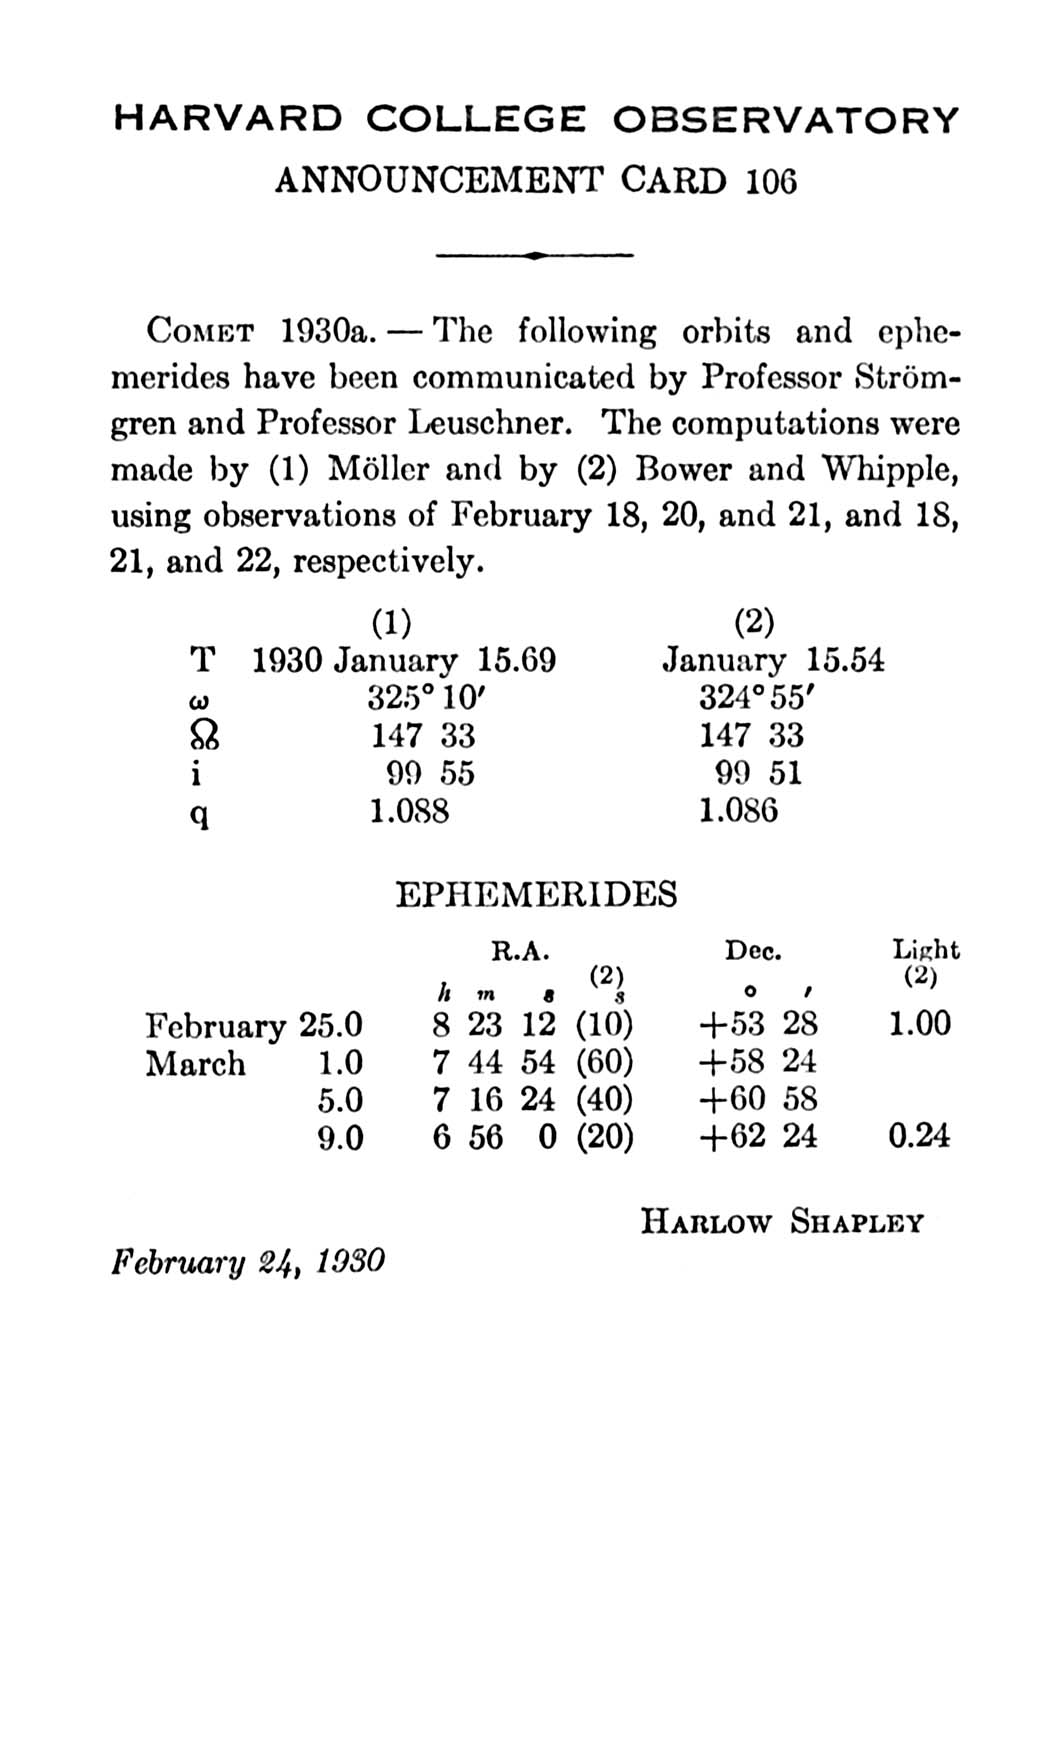 HARVARD COLLEGE OBSERVATORY
ANNOUNCEMENT CARD 106
COMET 1930a. — The following orbits and ephe-
merides have been communicated by Professor Ström-
gren and Professor Leuschner. The computations were
made by (1) Möller and by (2) Bower and Whipple,
using observations of February 18, 20, and 21, and 18,
21, and 22, respectively.
(1) (2)
T 1930 January 15.69 January 15.54
ω 325° 10′ 324° 55′
☊ 147 33 147 33
i 99 55 99 51
q 1.088 1.086
EPHEMERIDES
R.A. Dec. Light
(2) (2)
h m s s ° ′
February 25.0 8 23 12 (10) +53 28 1.00
March 1.0 7 44 54 (60) +58 24
5.0 7 16 24 (40) +60 58
9.0 6 56 0 (20) +62 24 0.24
HARLOW SHAPLEY
February 24, 1930